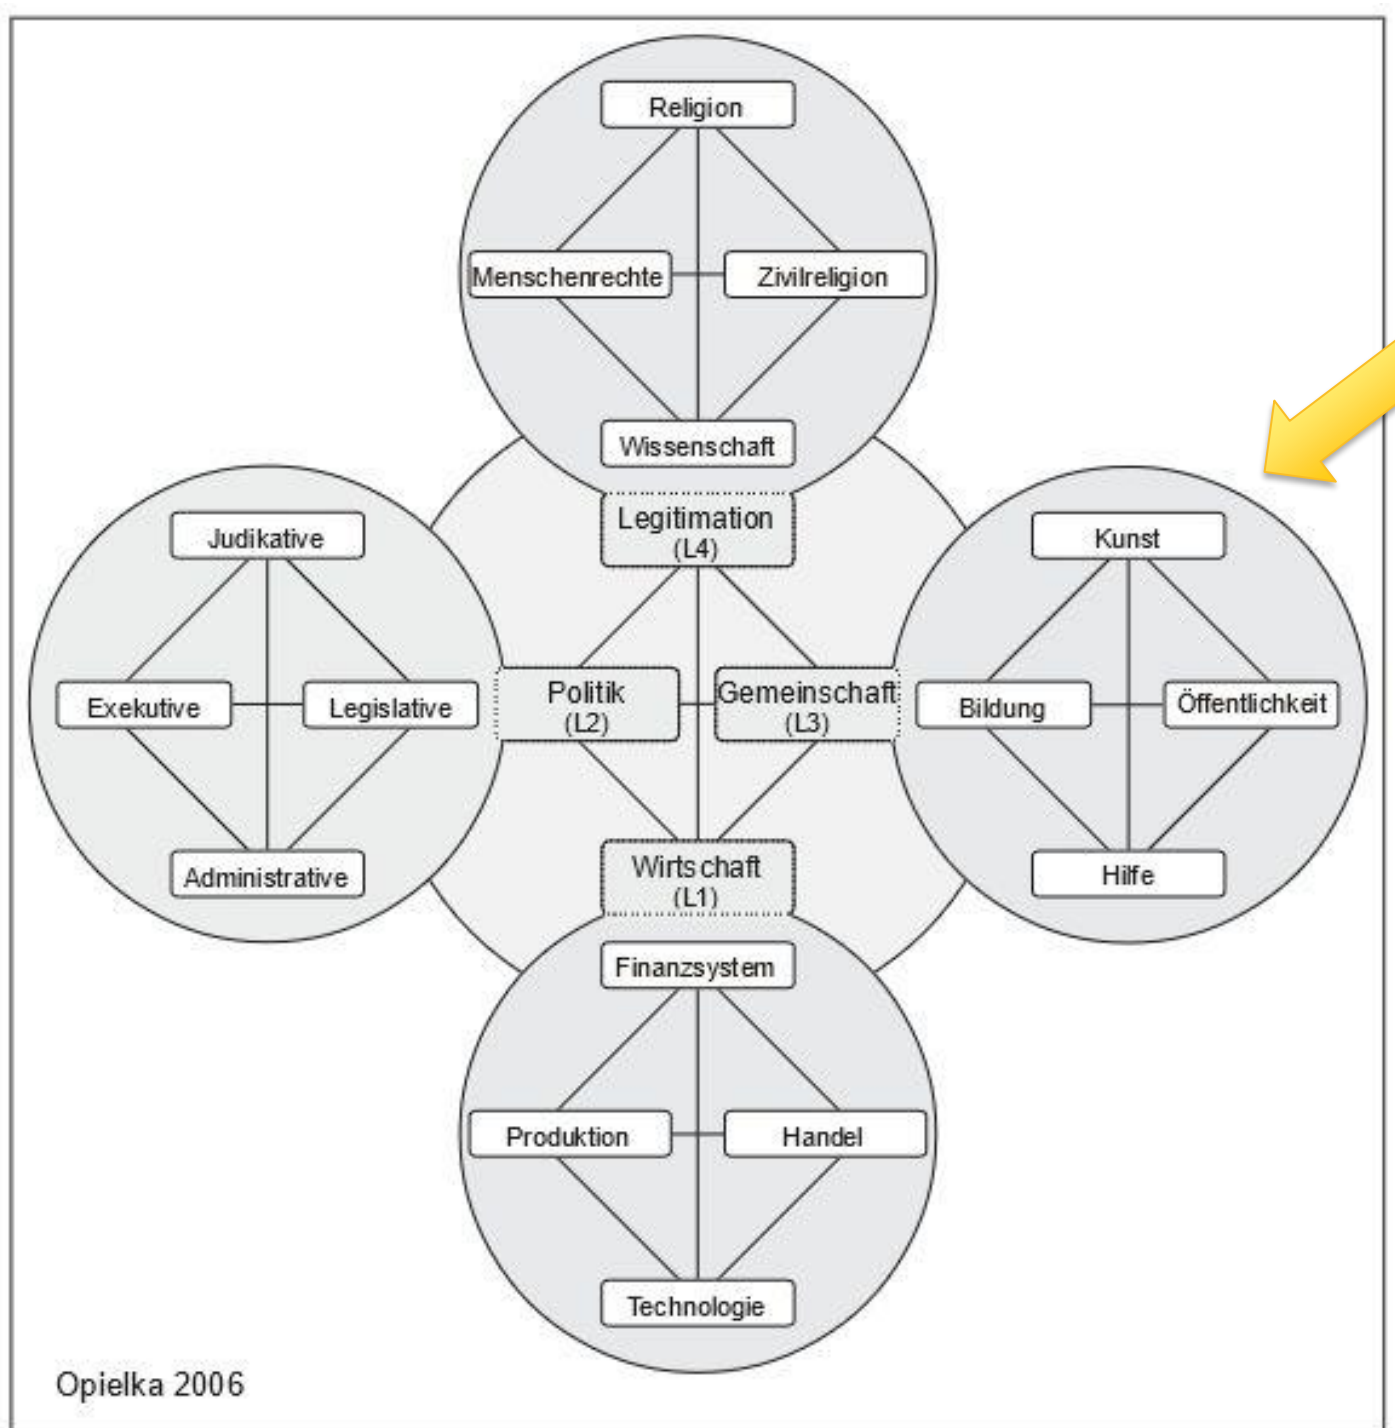 Religion
Menschenrechte
Zivilreligion
Wissenschaft
Legitimation
(L4)
Judikative
Exekutive
Legislative
Administrative
Politik
(L2)
Gemeinschaft
(L3)
Kunst
Bildung
Öffentlichkeit
Hilfe
Wirtschaft
(L1)
Finanzsystem
Produktion
Handel
Technologie
Opielka 2006